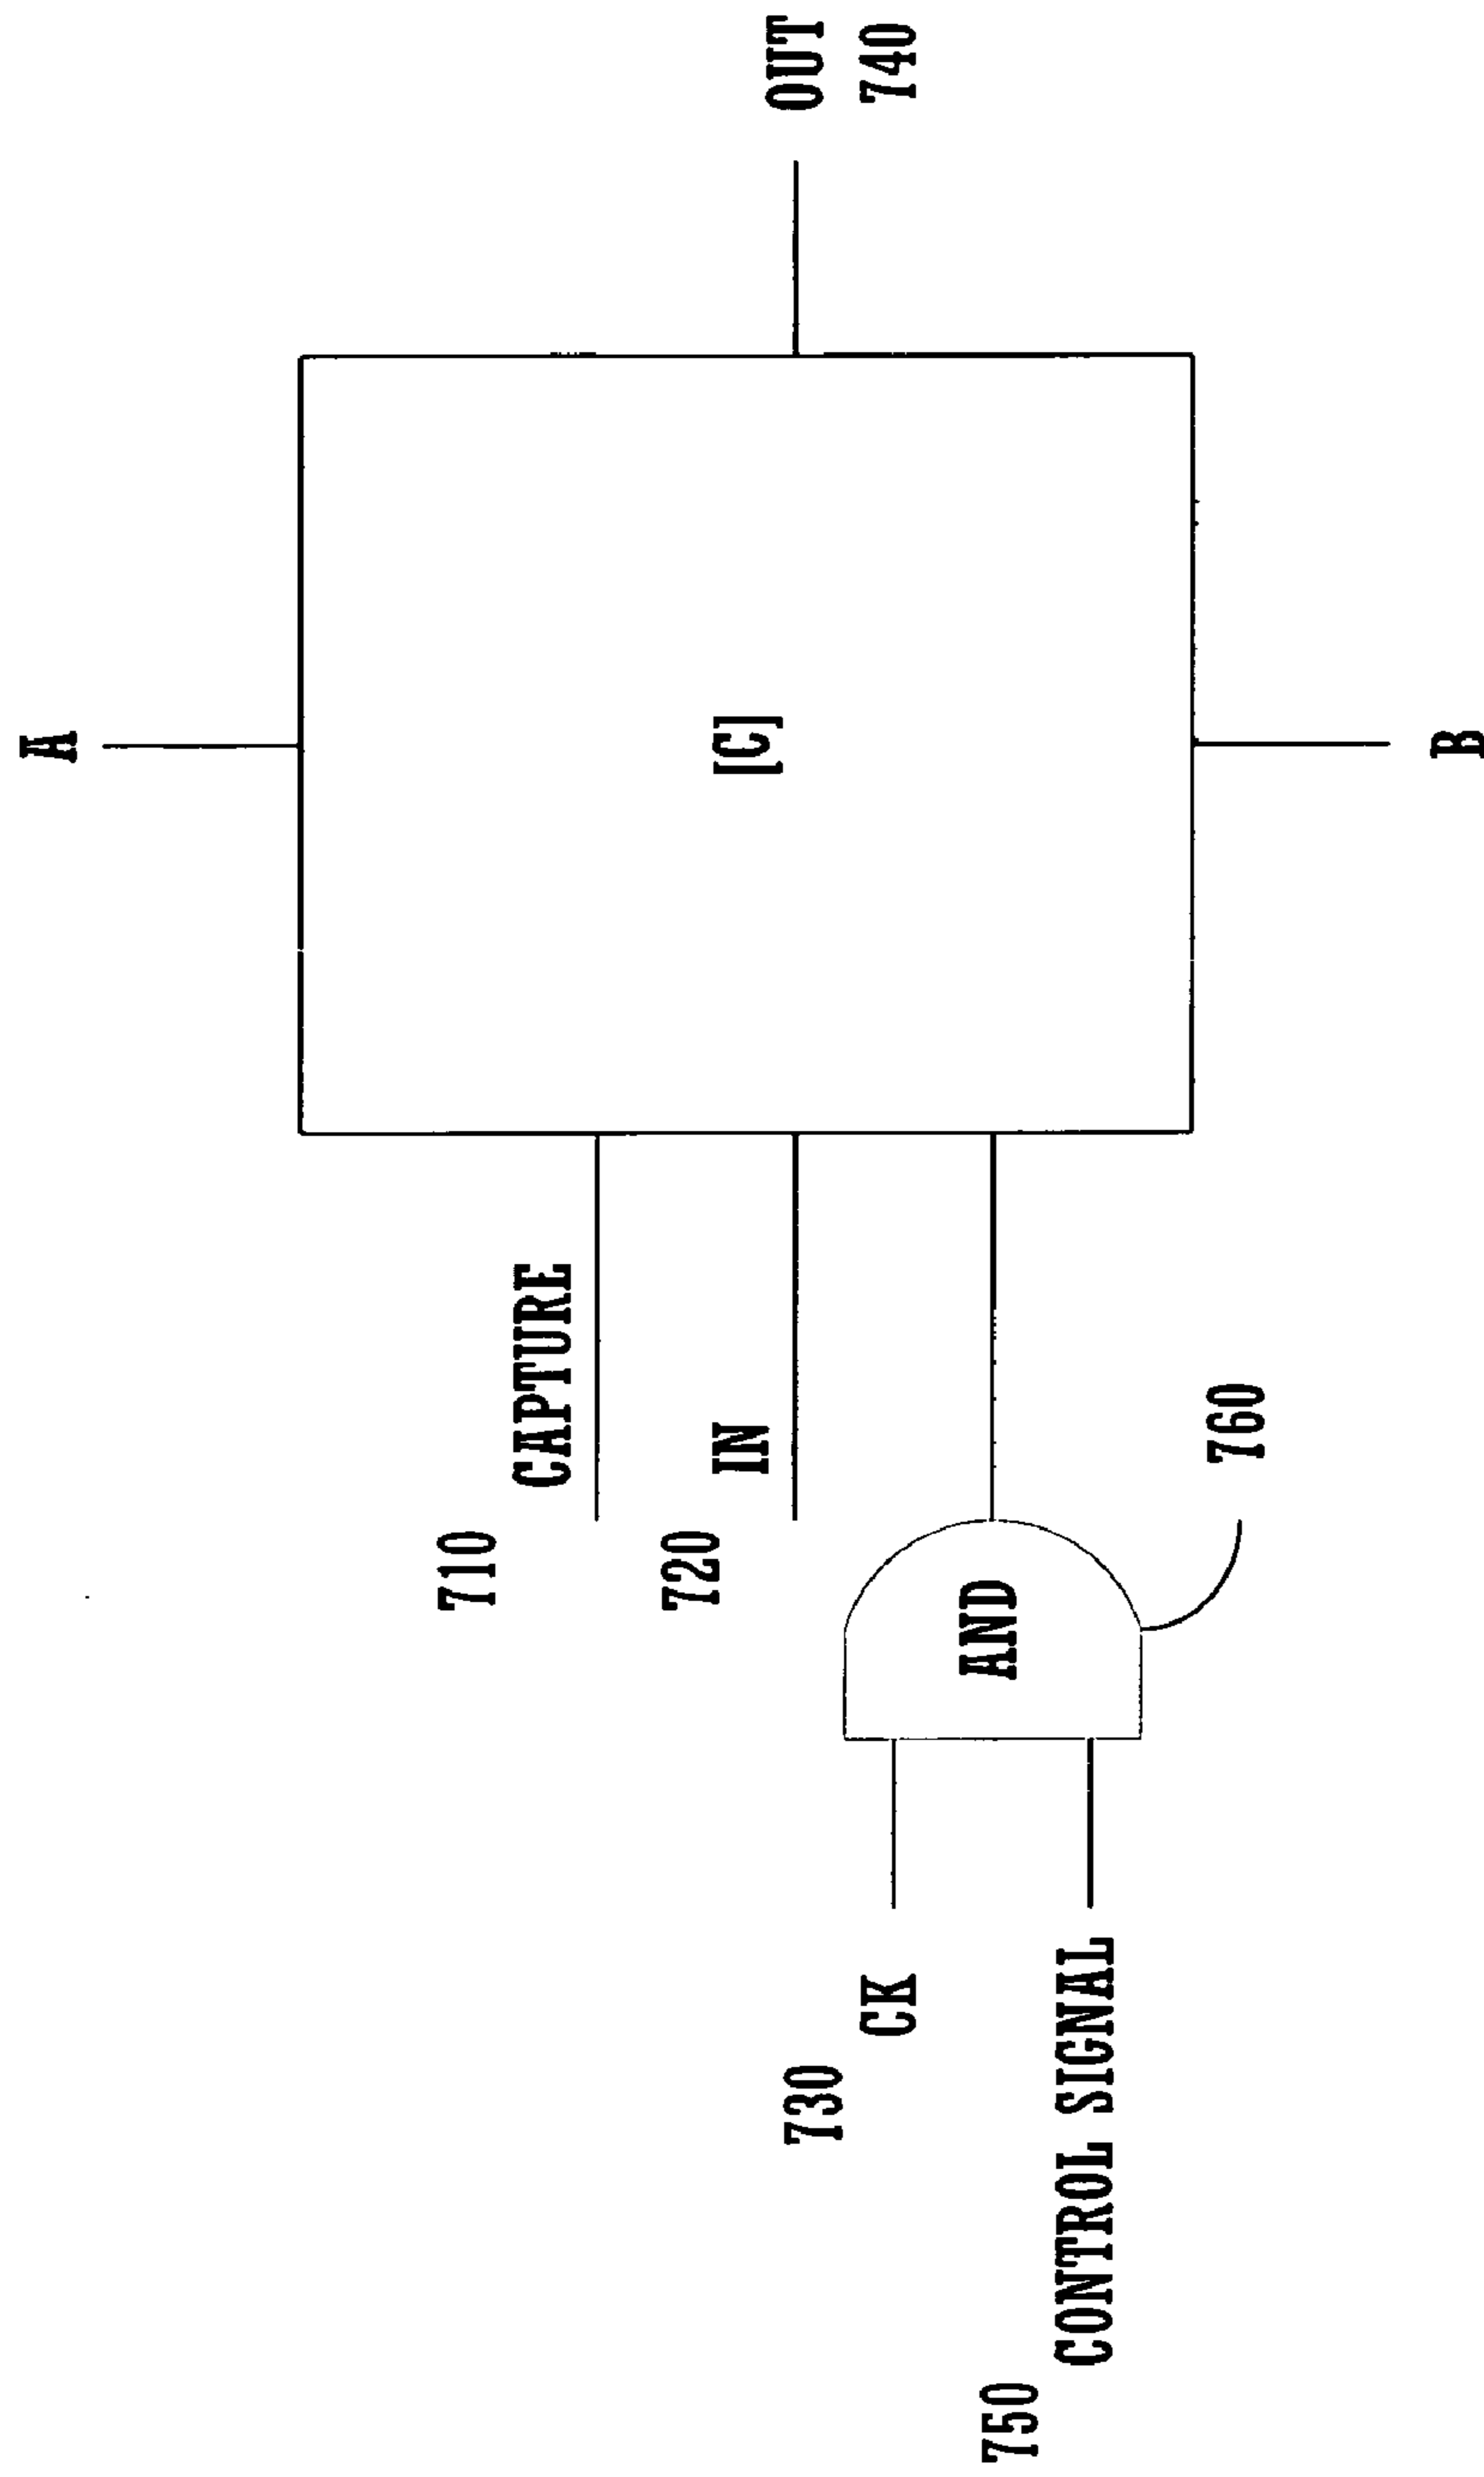 A
710
CAPTURE
720
IN
[C]
OUT
740
730
CK
AND
750
CONTROL SIGNAL
760
B